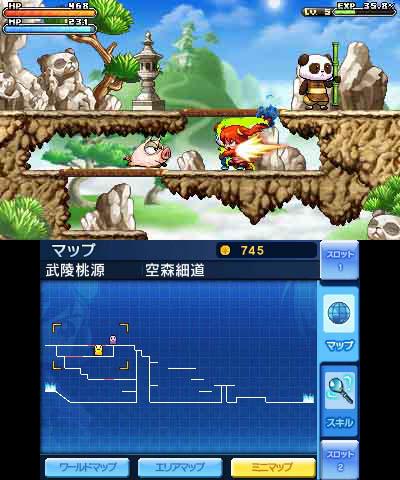 HP 468
MP 231
LV. 5 EXP 35.8%
マップ 745
武陵桃源 空森細道
スロット
1
マップ
スキル
スロット
2
ワールドマップ エリアマップ ミニマップ